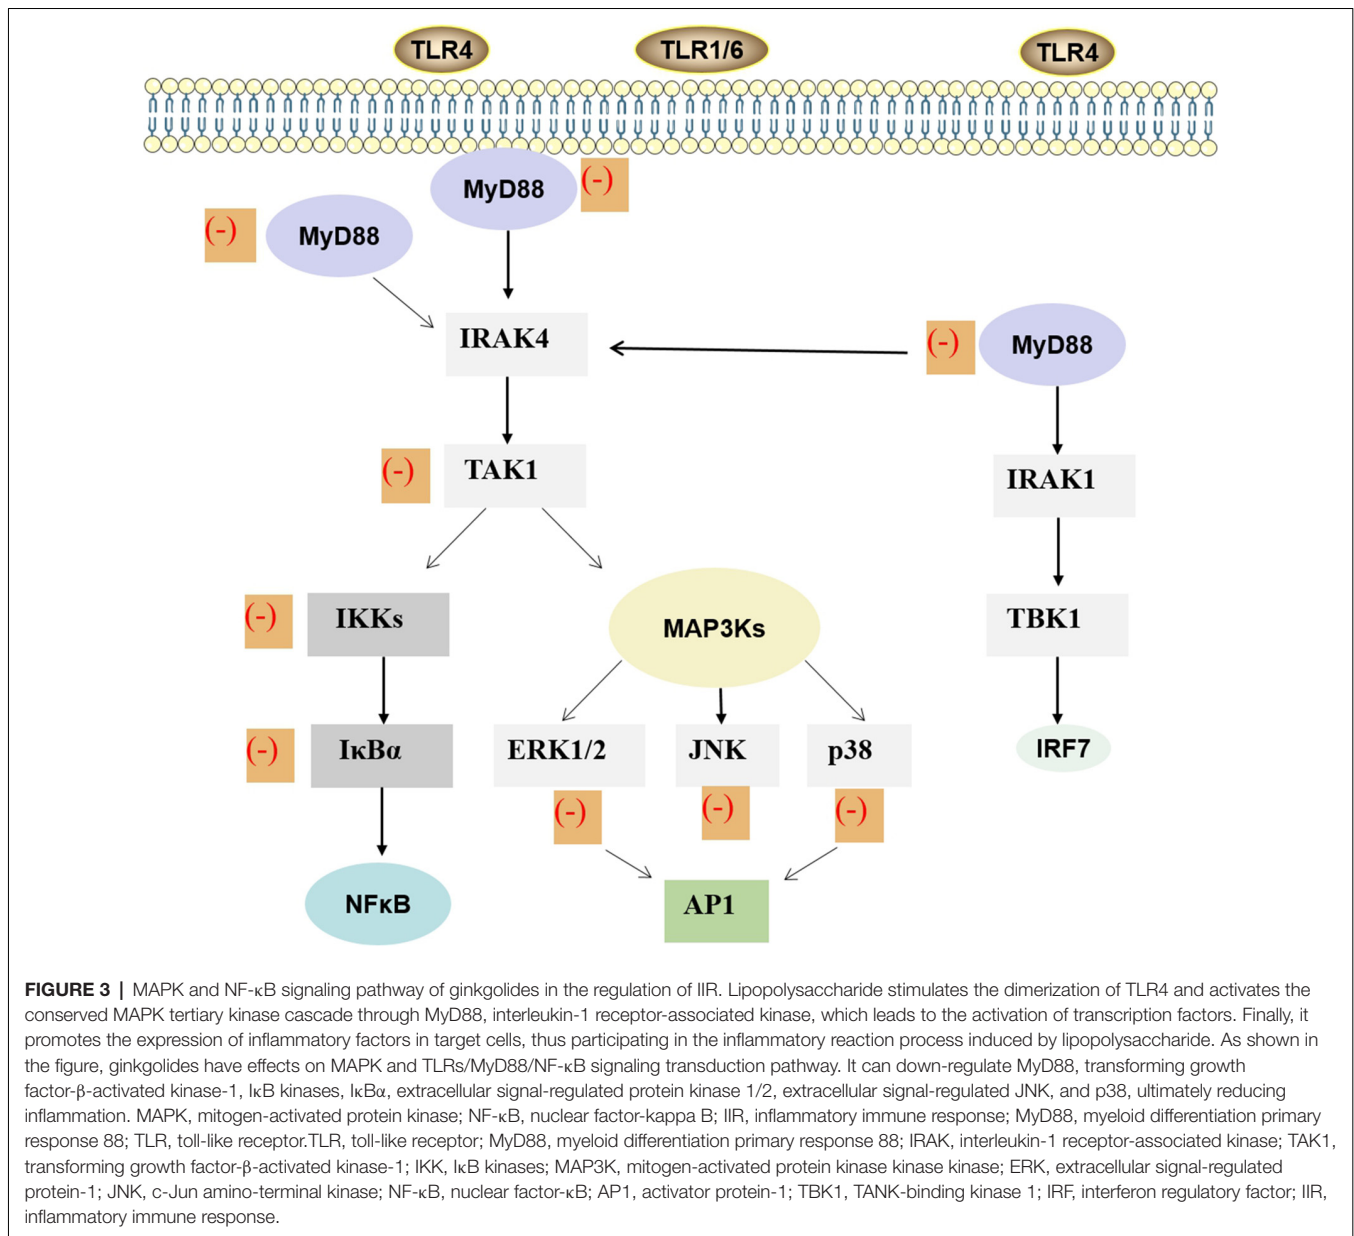 TLR4
TLR1/6
TLR4
MyD88
(-)
(-)
MyD88
IRAK4
(-)
MyD88
(-)
TAK1
IRAK1
(-)
IKKs
MAP3Ks
TBK1
(-)
IκBα
ERK1/2
JNK
p38
IRF7
(-)
(-)
(-)
NFκB
AP1
FIGURE 3 | MAPK and NF-κB signaling pathway of ginkgolides in the regulation of IIR. Lipopolysaccharide stimulates the dimerization of TLR4 and activates the
conserved MAPK tertiary kinase cascade through MyD88, interleukin-1 receptor-associated kinase, which leads to the activation of transcription factors. Finally, it
promotes the expression of inflammatory factors in target cells, thus participating in the inflammatory reaction process induced by lipopolysaccharide. As shown in
the figure, ginkgolides have effects on MAPK and TLRs/MyD88/NF-κB signaling transduction pathway. It can down-regulate MyD88, transforming growth
factor-β-activated kinase-1, IκB kinases, IκBα, extracellular signal-regulated protein kinase 1/2, extracellular signal-regulated JNK, and p38, ultimately reducing
inflammation. MAPK, mitogen-activated protein kinase; NF-κB, nuclear factor-kappa B; IIR, inflammatory immune response; MyD88, myeloid differentiation primary
response 88; TLR, toll-like receptor.TLR, toll-like receptor; MyD88, myeloid differentiation primary response 88; IRAK, interleukin-1 receptor-associated kinase; TAK1,
transforming growth factor-β-activated kinase-1; IKK, IκB kinases; MAP3K, mitogen-activated protein kinase kinase kinase; ERK, extracellular signal-regulated
protein-1; JNK, c-Jun amino-terminal kinase; NF-κB, nuclear factor-κB; AP1, activator protein-1; TBK1, TANK-binding kinase 1; IRF, interferon regulatory factor; IIR,
inflammatory immune response.